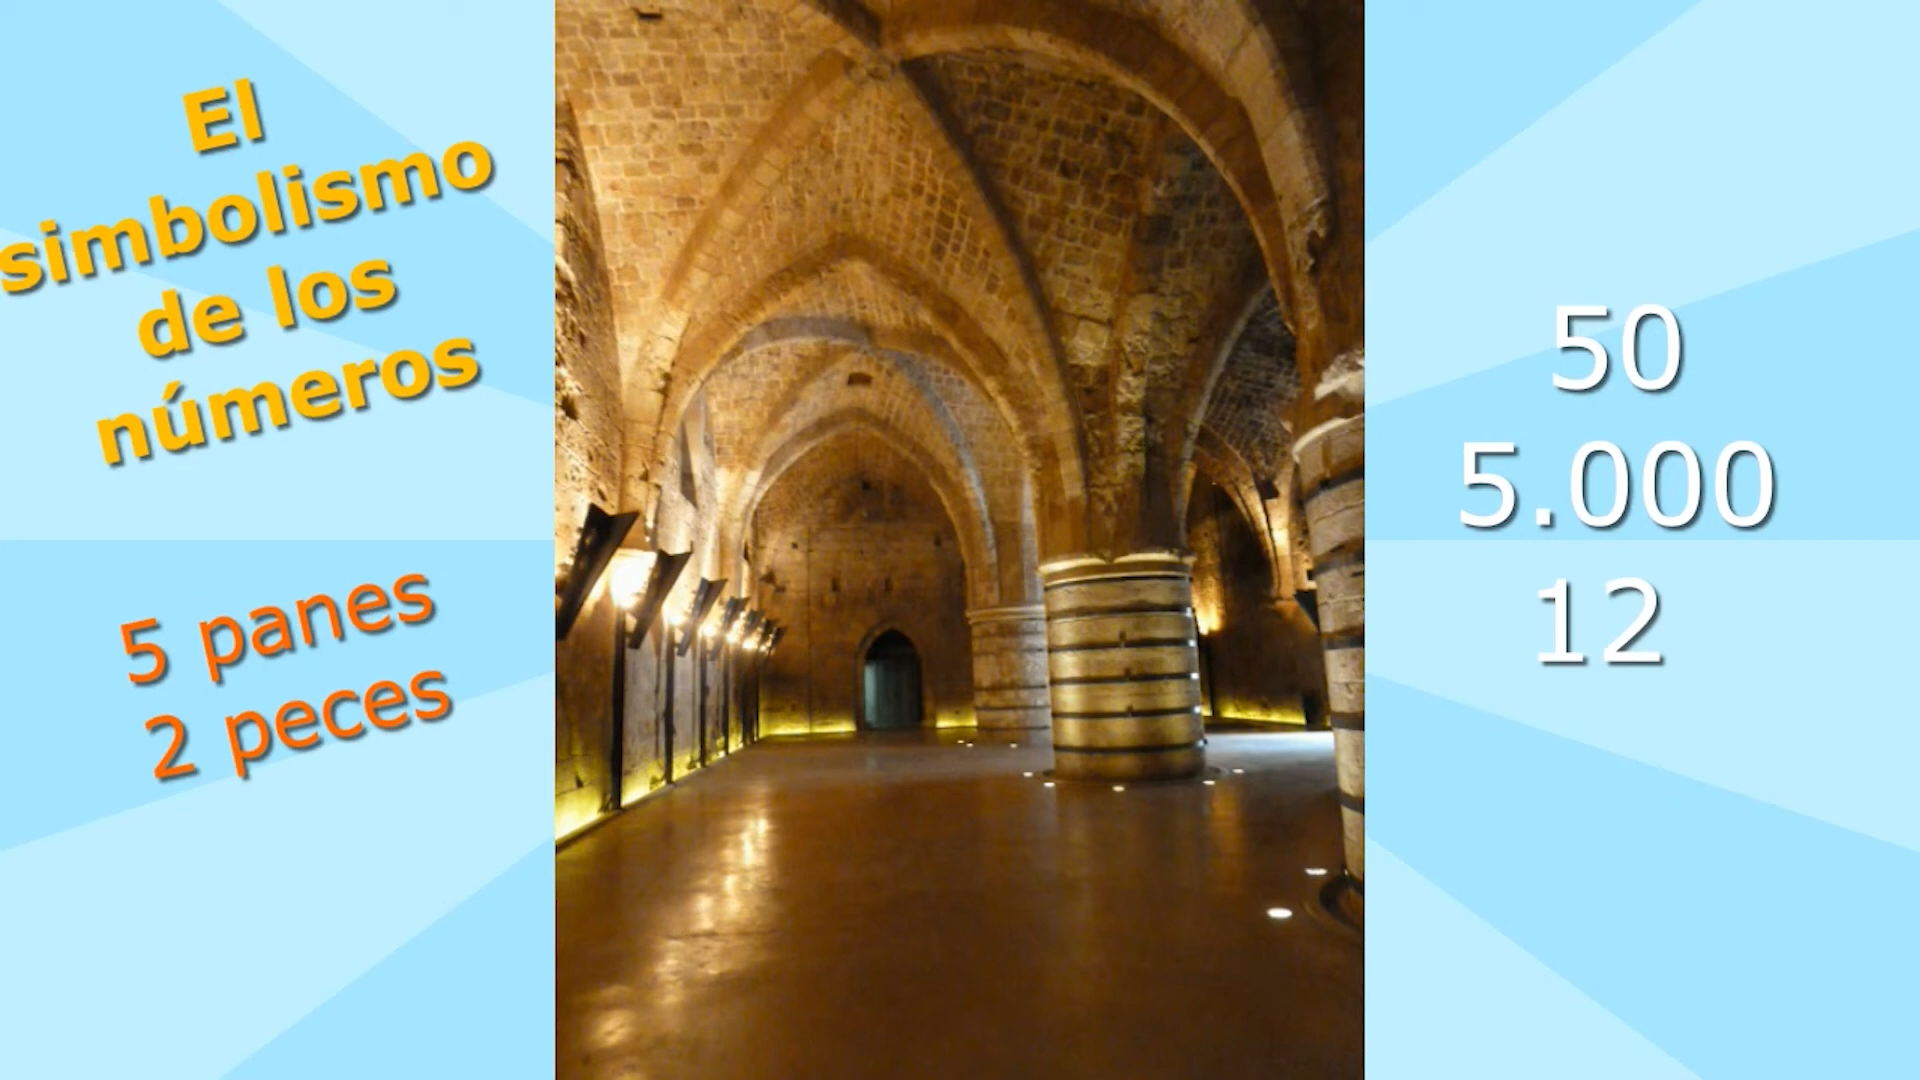 El
simbolismo
de los
números
5 panes
2 peces
50
5.000
12